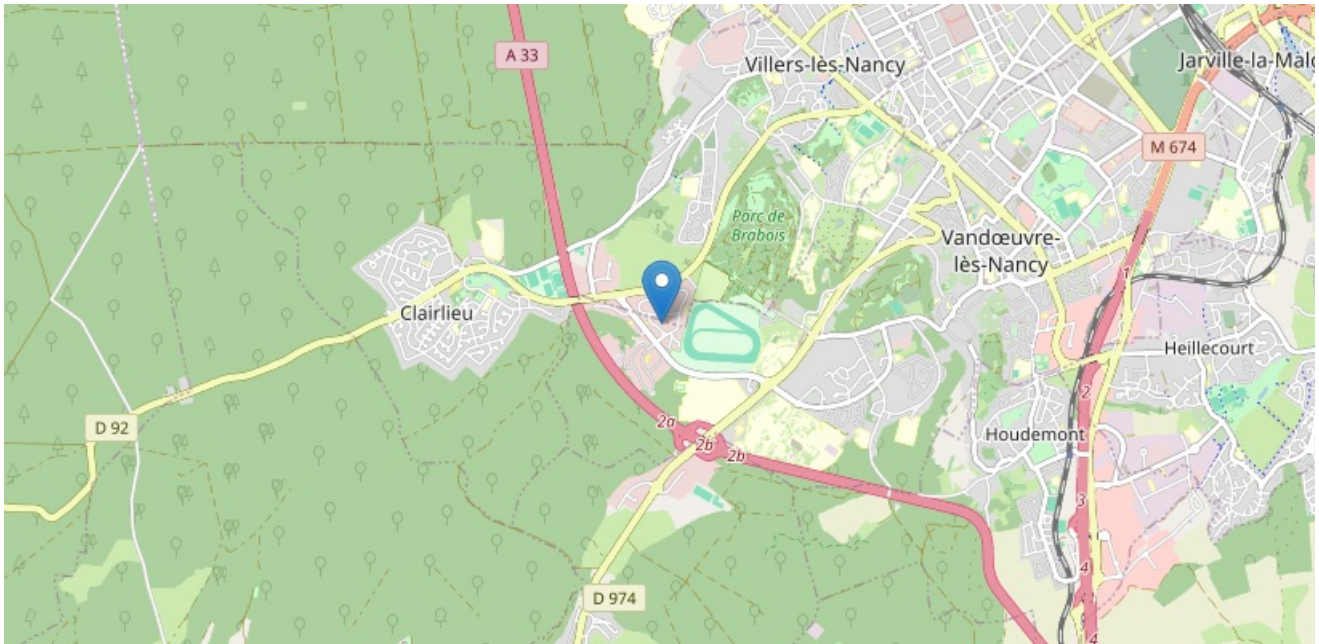 A 33
Villers-lès-Nancy
Jarville-la-Malg
M 674
Parc de
Brabois
Vandœuvre-
lès-Nancy
1
Clairlieu
Heillecourt
2
D 92
2a
2b
2b
Houdemont
3
4
D 974
4